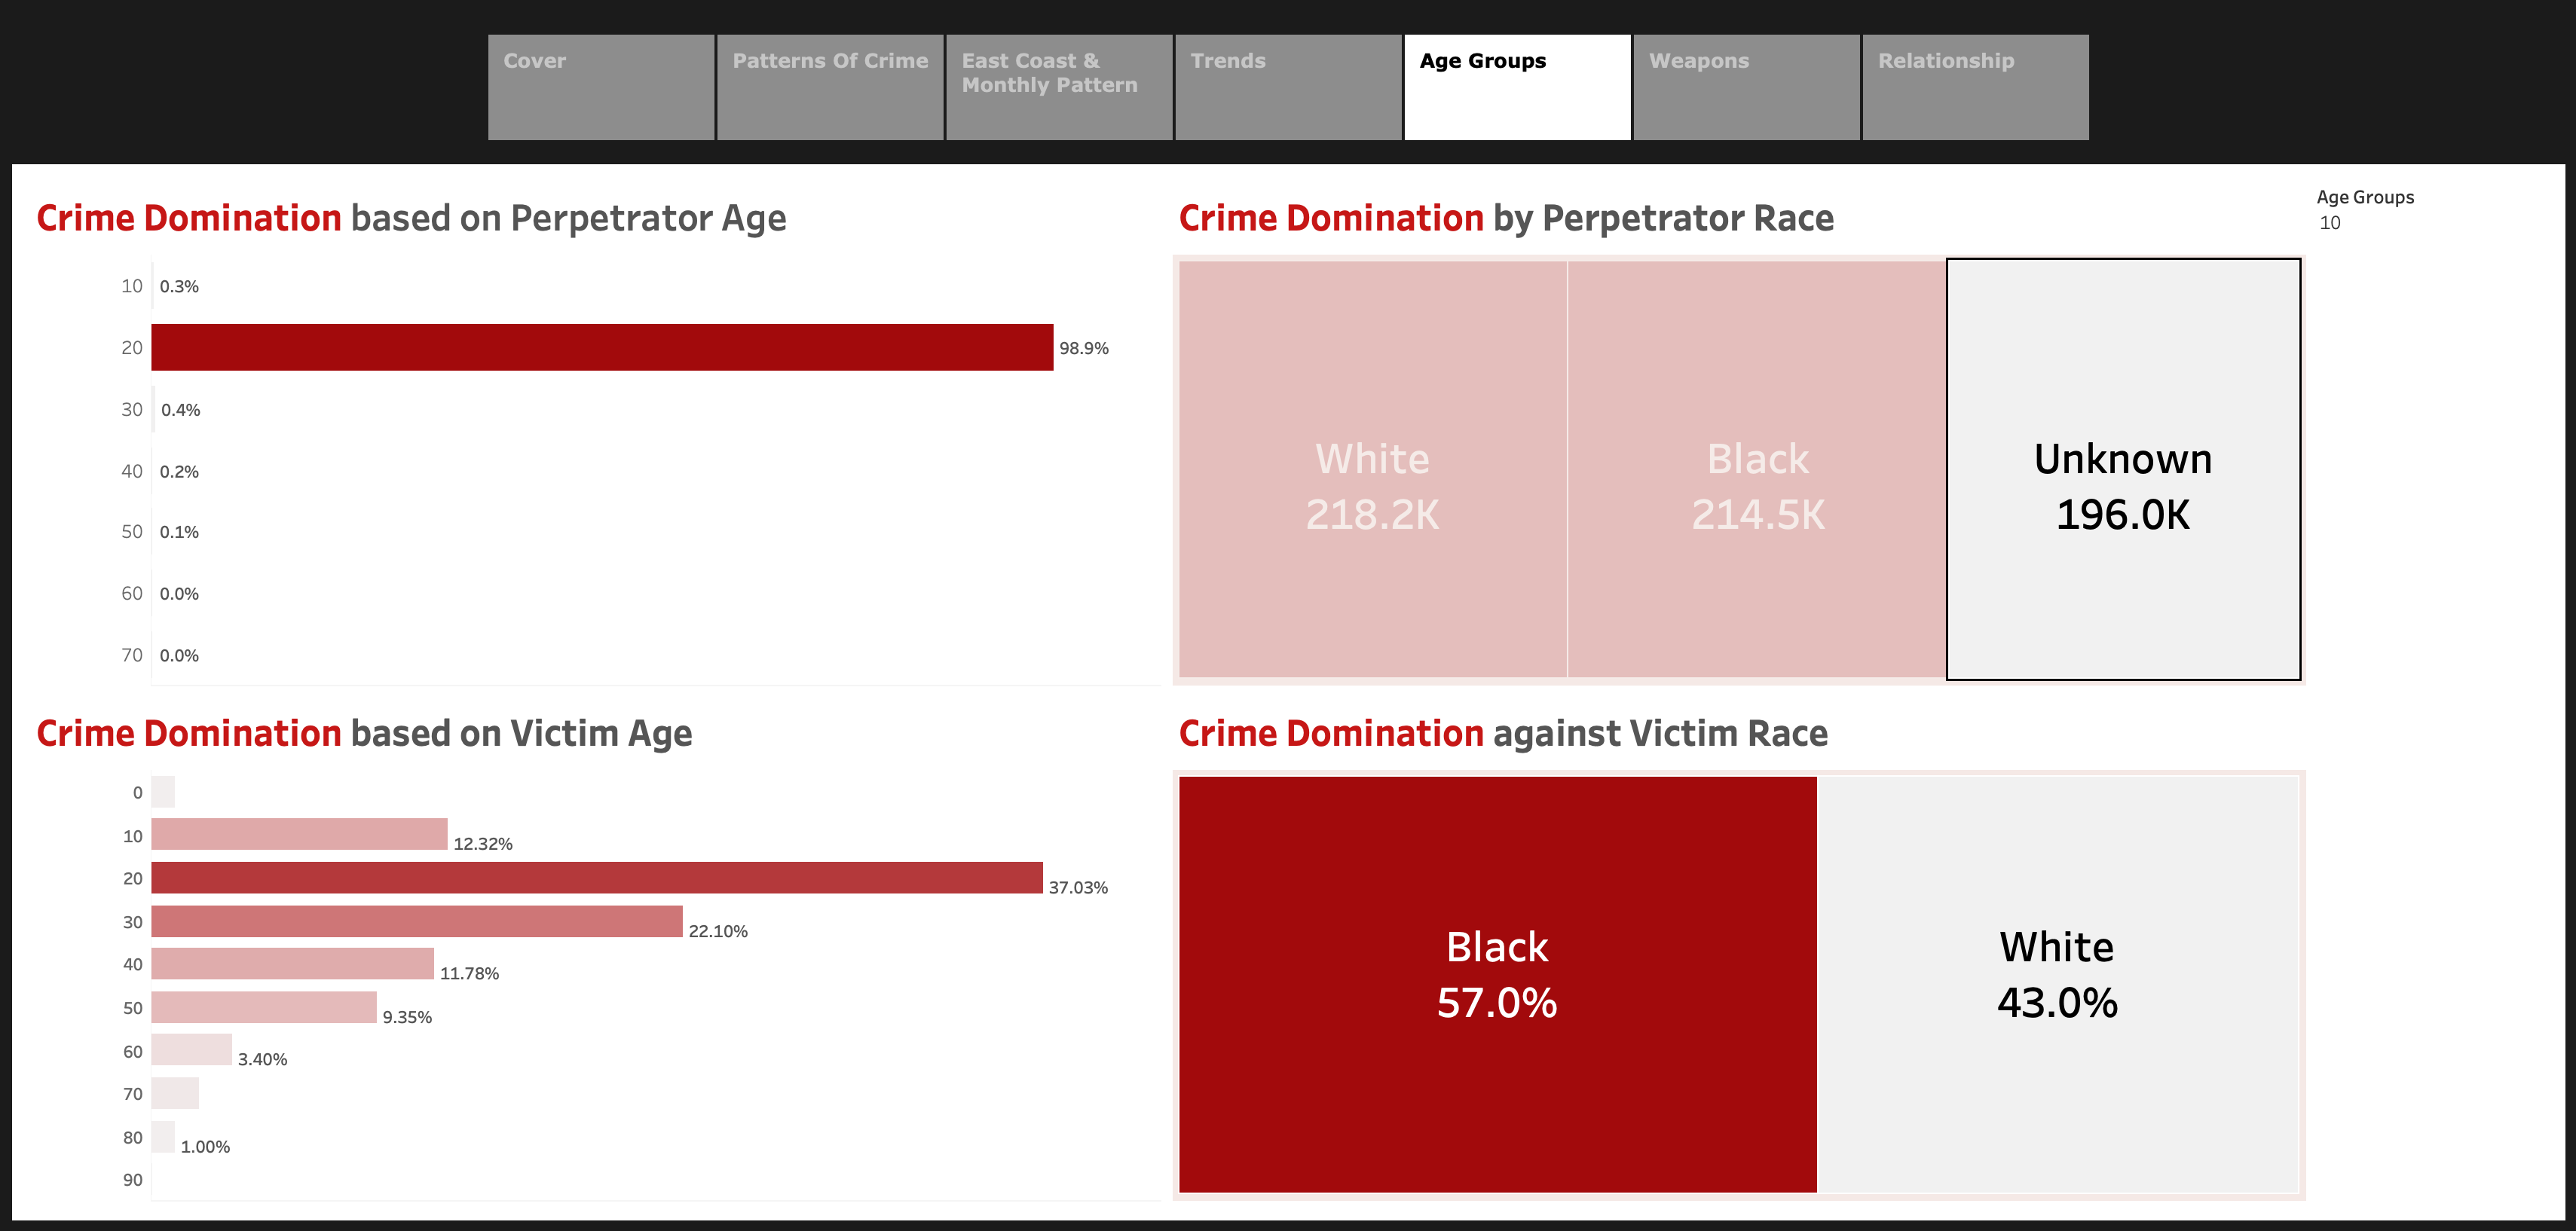 Cover
Patterns Of Crime
East Coast &
Monthly Pattern
Trends
Age Groups
Weapons
Relationship
Crime Domination based on Perpetrator Age
10 0.3%
20 98.9%
30 0.4%
40 0.2%
50 0.1%
60 0.0%
70 0.0%
Crime Domination by Perpetrator Race
White
218.2K
Black
214.5K
Unknown
196.0K
Age Groups
10
Crime Domination based on Victim Age
0
10 12.32%
20 37.03%
30 22.10%
40 11.78%
50 9.35%
60 3.40%
70
80 1.00%
90
Crime Domination against Victim Race
Black
57.0%
White
43.0%